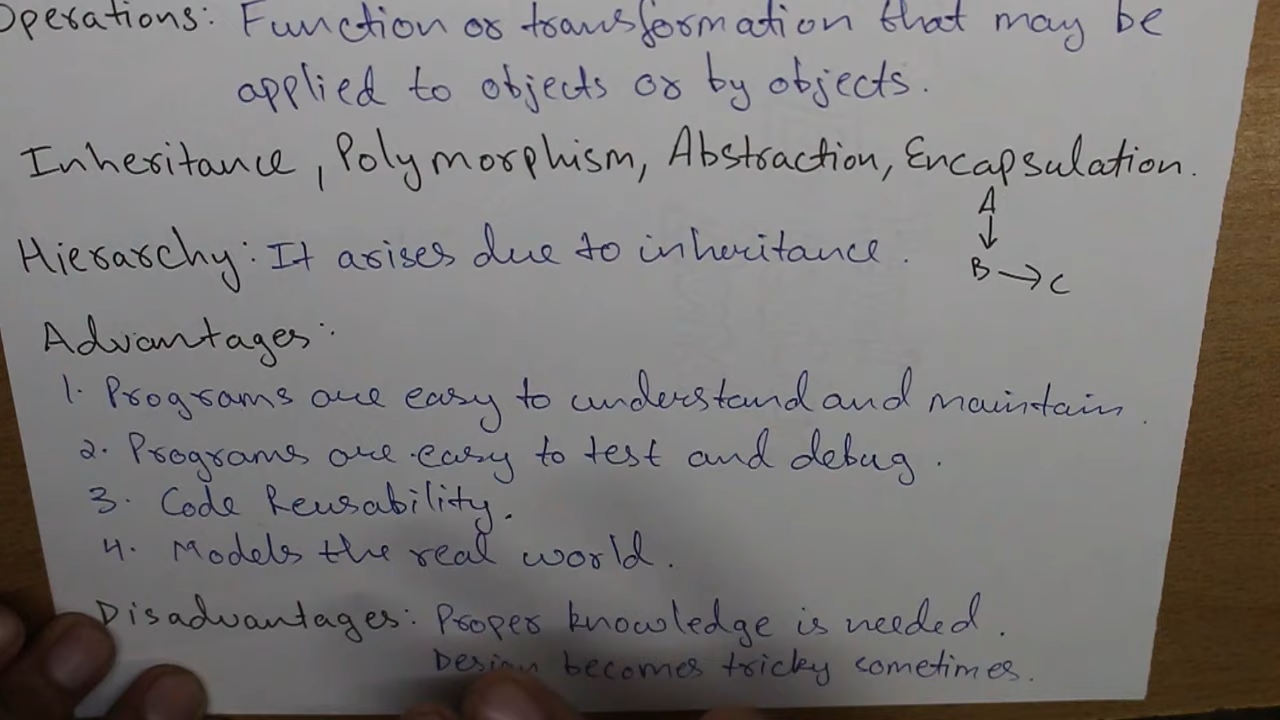 Operations: Function or transformation that may be
applied to objects or by objects.
Inheritance, Polymorphism, Abstraction, Encapsulation.
A
↓
Hierarchy: It arises due to inheritance.
B → C
Advantages:
1. Programs are easy to understand and maintain.
2. Programs are easy to test and debug.
3. Code Reusability.
4. Models the real world.
Disadvantages: Proper knowledge is needed.
Design becomes tricky sometimes.